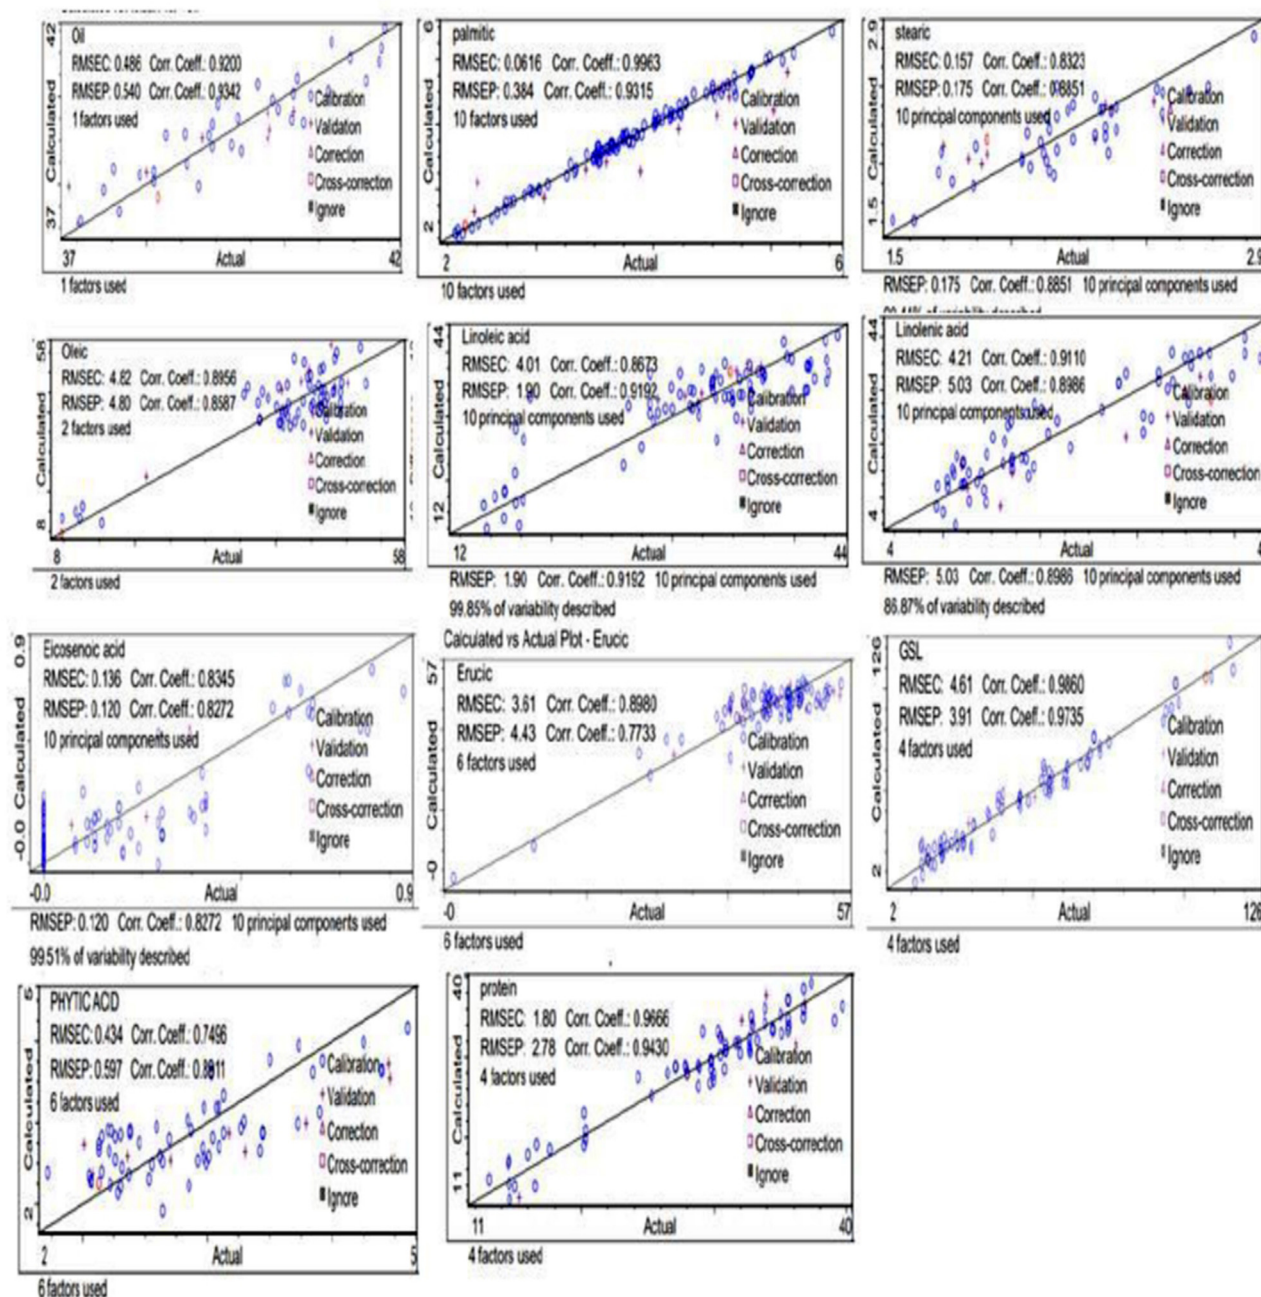 Oil
RMSEC: 0.486 Corr. Coeff.: 0.9200
RMSEP: 0.540 Corr. Coeff.: 0.9342
1 factors used
Calibration
Validation
Correction
Cross-correction
Ignore
Calculated
42
37
37 Actual 42
1 factors used
palmitic
RMSEC: 0.0616 Corr. Coeff.: 0.9963
RMSEP: 0.384 Corr. Coeff.: 0.9315
10 factors used
Calibration
Validation
Correction
Cross-correction
Ignore
Calculated
6
2
2 Actual 6
10 factors used
stearic
RMSEC: 0.157 Corr. Coeff.: 0.8323
RMSEP: 0.175 Corr. Coeff.: 0.8851
10 principal components used
Calibration
Validation
Correction
Cross-correction
Ignore
Calculated
2.9
1.5
1.5 Actual 2.9
RMSEP: 0.175 Corr. Coeff.: 0.8851 10 principal components used
Oleic
RMSEC: 4.62 Corr. Coeff.: 0.8956
RMSEP: 4.80 Corr. Coeff.: 0.8587
2 factors used
Calibration
Validation
Correction
Cross-correction
Ignore
Calculated
58
8
8 Actual 58
2 factors used
Linoleic acid
RMSEC: 4.01 Corr. Coeff.: 0.8673
RMSEP: 1.90 Corr. Coeff.: 0.9192
10 principal components used
Calibration
Validation
Correction
Cross-correction
Ignore
Calculated
44
12
12 Actual 44
RMSEP: 1.90 Corr. Coeff.: 0.9192 10 principal components used
99.85% of variability described
Linolenic acid
RMSEC: 4.21 Corr. Coeff.: 0.9110
RMSEP: 5.03 Corr. Coeff.: 0.8986
10 principal components used
Calibration
Validation
Correction
Cross-correction
Ignore
Calculated
44
4
4 Actual 4
RMSEP: 5.03 Corr. Coeff.: 0.8986 10 principal components used
86.87% of variability described
Eicosenoic acid
RMSEC: 0.136 Corr. Coeff.: 0.8345
RMSEP: 0.120 Corr. Coeff.: 0.8272
10 principal components used
Calibration
Validation
Correction
Cross-correction
Ignore
Calculated
0.9
-0.0
-0.0 Actual 0.9
RMSEP: 0.120 Corr. Coeff.: 0.8272 10 principal components used
99.51% of variability described
Calculated vs Actual Plot - Erucic
Erucic
RMSEC: 3.61 Corr. Coeff.: 0.8980
RMSEP: 4.43 Corr. Coeff.: 0.7733
6 factors used
Calibration
Validation
Correction
Cross-correction
Ignore
Calculated
57
-0
-0 Actual 57
6 factors used
GSL
RMSEC: 4.61 Corr. Coeff.: 0.9860
RMSEP: 3.91 Corr. Coeff.: 0.9735
4 factors used
Calibration
Validation
Correction
Cross-correction
Ignore
Calculated
126
2
2 Actual 126
4 factors used
PHYTIC ACID
RMSEC: 0.434 Corr. Coeff.: 0.7496
RMSEP: 0.597 Corr. Coeff.:
6 factors used
Calibration
Validation
Correction
Cross-correction
Ignore
Calculated
5
2
2 Actual 5
6 factors used
protein
RMSEC: 1.80 Corr. Coeff.: 0.9666
RMSEP: 2.78 Corr. Coeff.: 0.9430
4 factors used
Calibration
Validation
Correction
Cross-correction
Ignore
Calculated
40
11
11 Actual 40
4 factors used